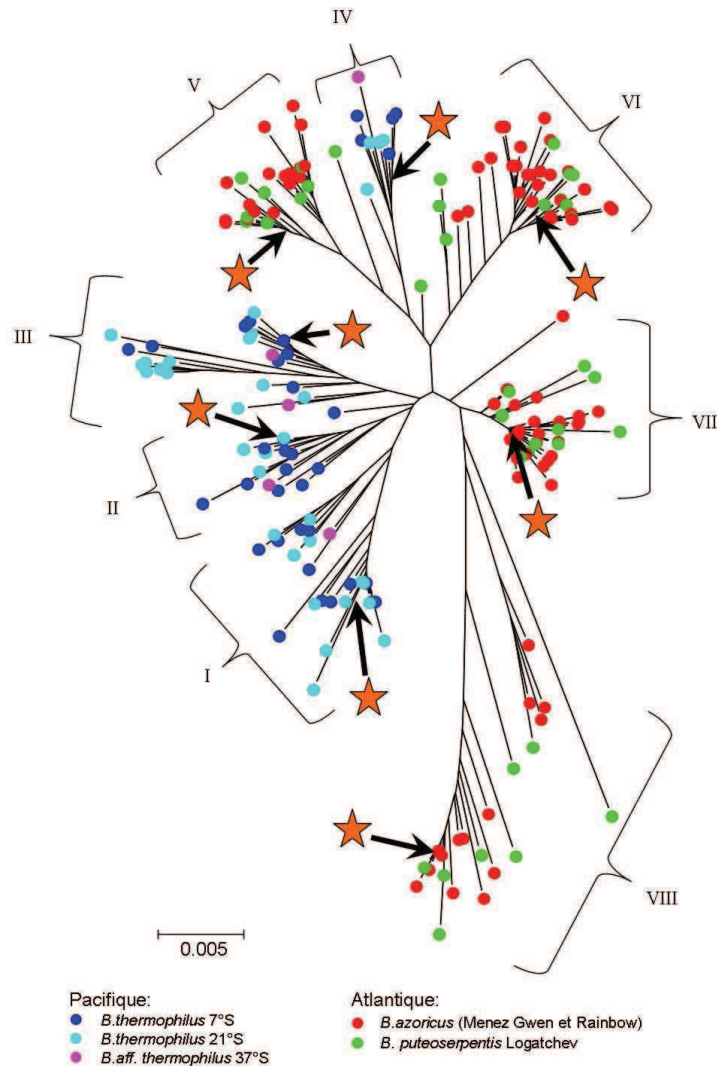 IV
V
VI
III
VII
II
I
VIII
0.005
Pacifique:
B.thermophilus 7°S
B.thermophilus 21°S
B.aff. thermophilus 37°S
Atlantique:
B.azoricus (Menez Gwen et Rainbow)
B. puteoserpentis Logatchev